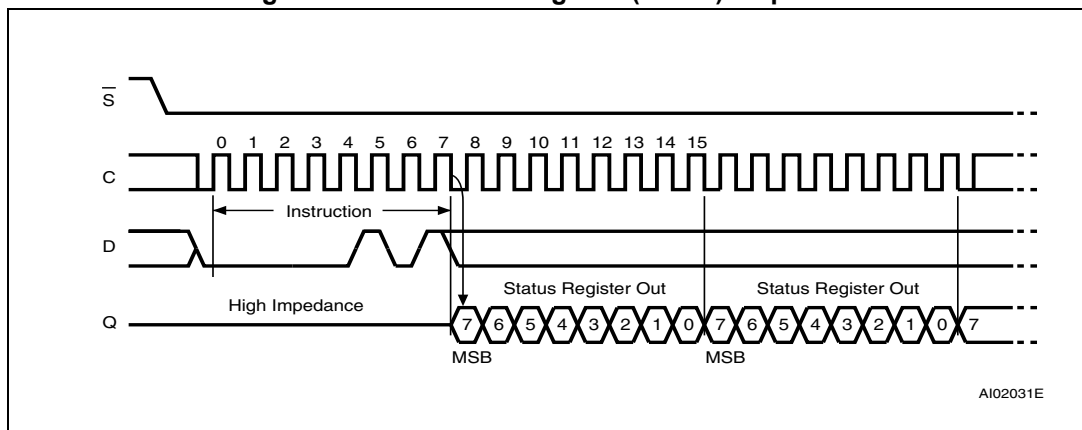 S
0 1 2 3 4 5 6 7 8 9 10 11 12 13 14 15
C
Instruction
D
High Impedance
Status Register Out
Status Register Out
Q
7 6 5 4 3 2 1 0 7 6 5 4 3 2 1 0 7
MSB
MSB
AI02031E